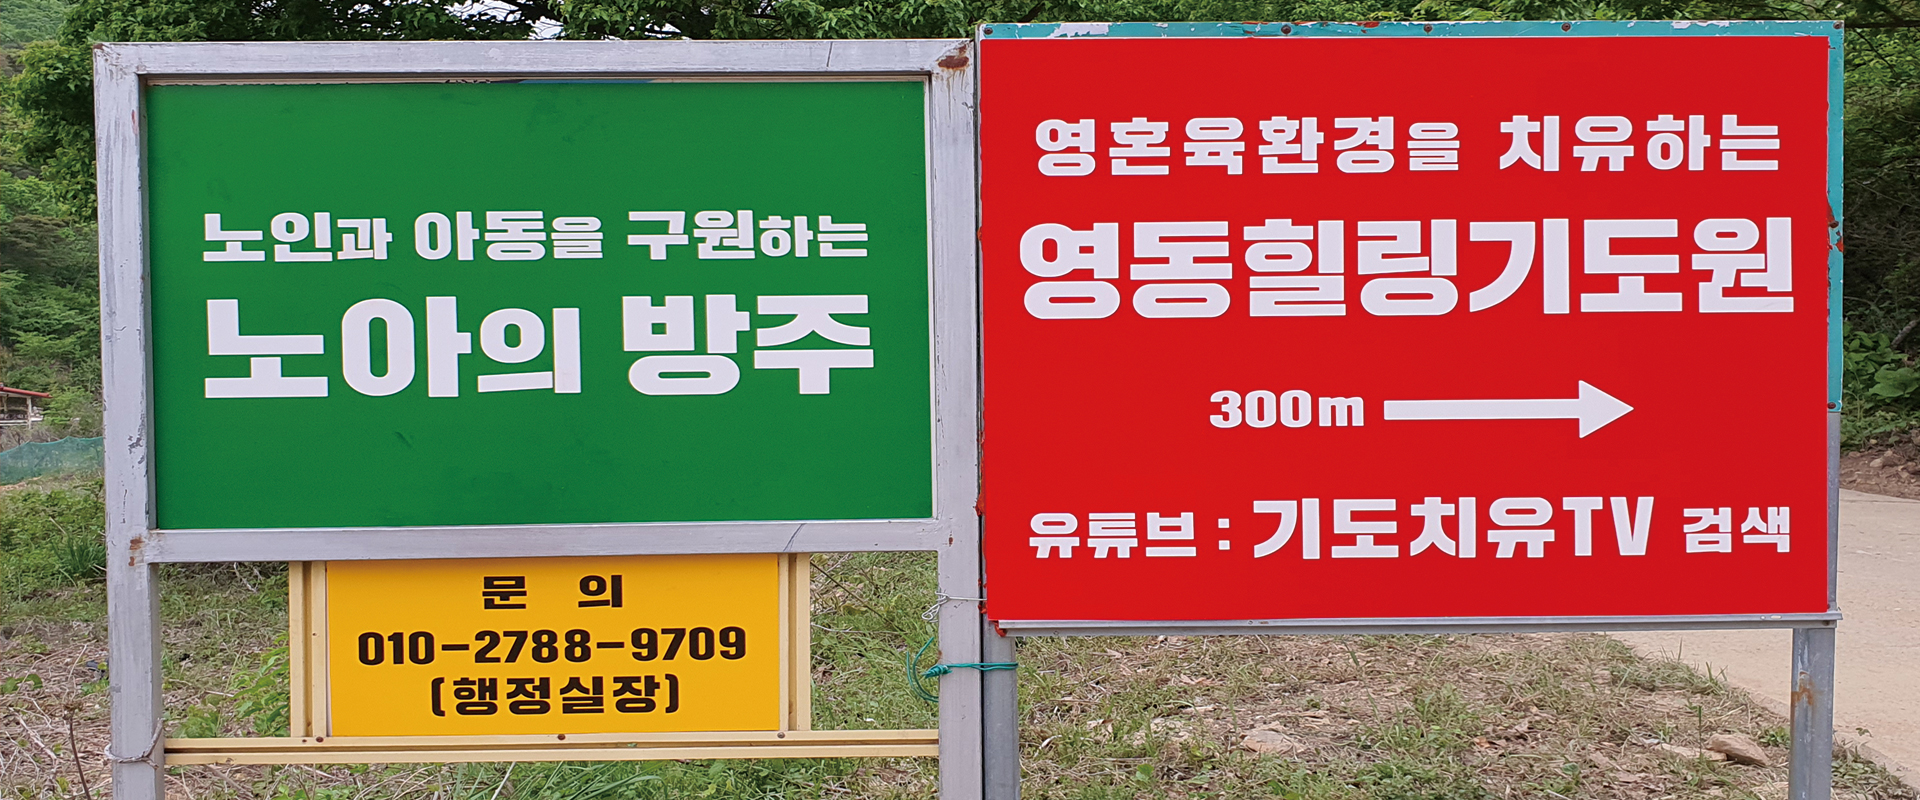 노인과 아동을 구원하는
노아의 방주
문 의
010-2788-9709
(행정실장)
영혼육환경을 치유하는
영동힐링기도원
300m
유튜브 : 기도치유TV 검색